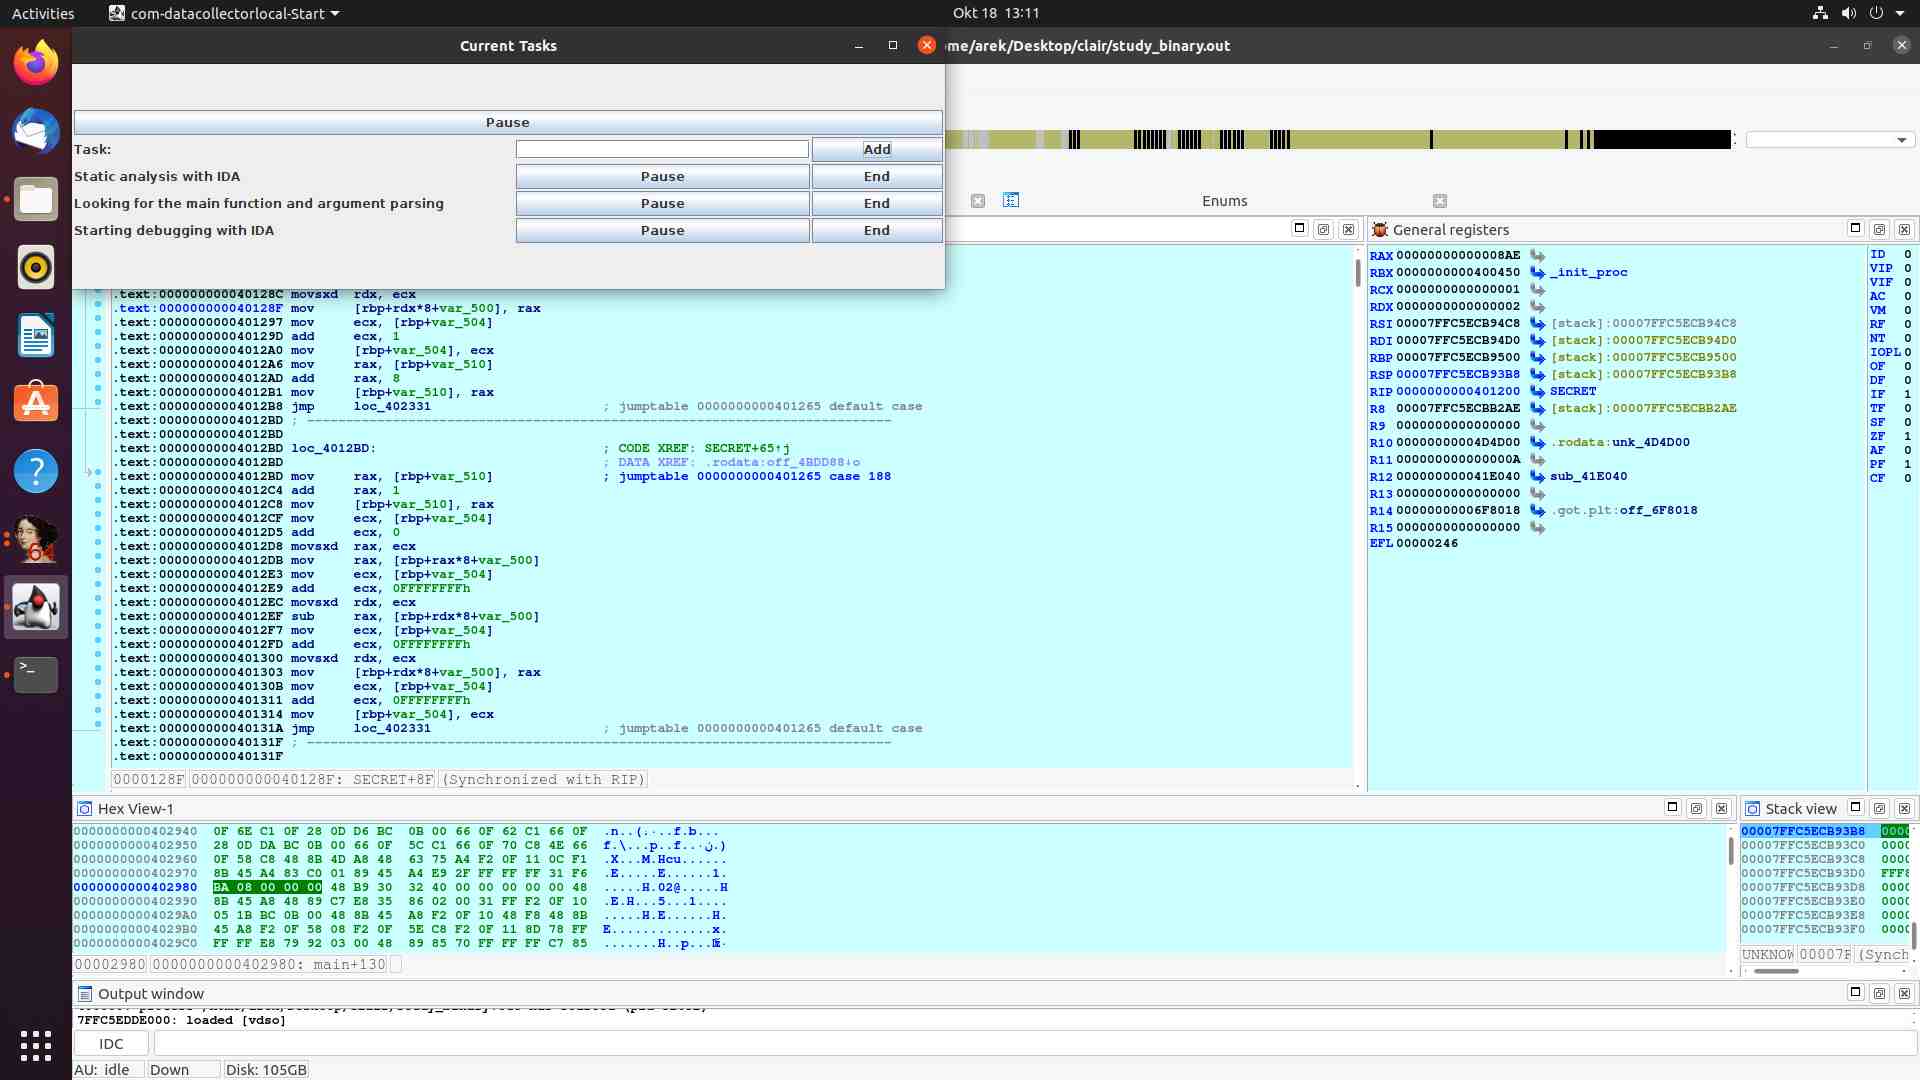 Activities
com-datacollectorlocal-Start
Okt 18 13:11
Current Tasks
me/arek/Desktop/clair/study_binary.out
Pause
Task:
Add
Static analysis with IDA
Pause
End
Looking for the main function and argument parsing
Pause
End
Starting debugging with IDA
Pause
End
Enums
.text:000000000040128C movsxd rdx, ecx
.text:000000000040128F mov [rbp+rdx*8+var_500], rax
.text:0000000000401297 mov ecx, [rbp+var_504]
.text:000000000040129D add ecx, 1
.text:00000000004012A0 mov [rbp+var_504], ecx
.text:00000000004012A6 mov rax, [rbp+var_510]
.text:00000000004012AD add rax, 8
.text:00000000004012B1 mov [rbp+var_510], rax
.text:00000000004012B8 jmp loc_402331 ; jumptable 0000000000401265 default case
.text:00000000004012BD ; ---------------------------------------------------------------------------
.text:00000000004012BD
.text:00000000004012BD loc_4012BD: ; CODE XREF: SECRET+65↑j
.text:00000000004012BD ; DATA XREF: .rodata:off_4BDD88↓o
.text:00000000004012BD mov rax, [rbp+var_510] ; jumptable 0000000000401265 case 188
.text:00000000004012C4 add rax, 1
.text:00000000004012C8 mov [rbp+var_510], rax
.text:00000000004012CF mov ecx, [rbp+var_504]
.text:00000000004012D5 add ecx, 0
.text:00000000004012D8 movsxd rax, ecx
.text:00000000004012DB mov rax, [rbp+rax*8+var_500]
.text:00000000004012E3 mov ecx, [rbp+var_504]
.text:00000000004012E9 add ecx, 0FFFFFFFFh
.text:00000000004012EC movsxd rdx, ecx
.text:00000000004012EF sub rax, [rbp+rdx*8+var_500]
.text:00000000004012F7 mov ecx, [rbp+var_504]
.text:00000000004012FD add ecx, 0FFFFFFFFh
.text:0000000000401300 movsxd rdx, ecx
.text:0000000000401303 mov [rbp+rdx*8+var_500], rax
.text:000000000040130B mov ecx, [rbp+var_504]
.text:0000000000401311 add ecx, 0FFFFFFFFh
.text:0000000000401314 mov [rbp+var_504], ecx
.text:000000000040131A jmp loc_402331 ; jumptable 0000000000401265 default case
.text:000000000040131F ; ---------------------------------------------------------------------------
.text:000000000040131F
0000128F 000000000040128F: SECRET+8F (Synchronized with RIP)
General registers
RAX 00000000000008AE
RBX 0000000000400450 _init_proc
RCX 0000000000000001
RDX 0000000000000002
RSI 00007FFC5ECB94C8 [stack]:00007FFC5ECB94C8
RDI 00007FFC5ECB94D0 [stack]:00007FFC5ECB94D0
RBP 00007FFC5ECB9500 [stack]:00007FFC5ECB9500
RSP 00007FFC5ECB93B8 [stack]:00007FFC5ECB93B8
RIP 0000000000401200 SECRET
R8 00007FFC5ECBB2AE [stack]:00007FFC5ECBB2AE
R9 0000000000000000
R10 00000000004D4D00 .rodata:unk_4D4D00
R11 000000000000000A
R12 000000000041E040 sub_41E040
R13 0000000000000000
R14 00000000006F8018 .got.plt:off_6F8018
R15 0000000000000000
EFL 00000246
ID 0
VIP 0
VIF 0
AC 0
VM 0
RF 0
NT 0
IOPL 0
OF 0
DF 0
IF 1
TF 0
SF 0
ZF 1
AF 0
PF 1
CF 0
Hex View-1
0000000000402940 0F 6E C1 0F 28 0D D6 BC 0B 00 66 0F 62 C1 66 0F
0000000000402950 28 0D DA BC 0B 00 66 0F 5C C1 66 0F 70 C8 4E 66
0000000000402960 0F 58 C8 48 8B 4D A8 48 63 75 A4 F2 0F 11 0C F1 .X...M.Hcu......
0000000000402970 8B 45 A4 83 C0 01 89 45 A4 E9 2F FF FF FF 31 F6
0000000000402980 BA 08 00 00 00 48 B9 30 32 40 00 00 00 00 00 48 .....H.02@.....H
0000000000402990 8B 45 A8 48 89 C7 E8 35 86 02 00 31 FF F2 0F 10 .E.H...5...1....
00000000004029A0 05 1B BC 0B 00 48 8B 45 A8 F2 0F 10 48 F8 48 8B .....H.E....H.H.
00000000004029B0 45 A8 F2 0F 58 08 F2 0F 5E C8 F2 0F 11 8D 78 FF
00000000004029C0 FF FF E8 79 92 03 00 48 89 85 70 FF FF FF C7 85
00002980 0000000000402980: main+130
Stack view
00007FFC5ECB93B8 0000
00007FFC5ECB93C0 0000
00007FFC5ECB93C8 0000
00007FFC5ECB93D0 FFF8
00007FFC5ECB93D8 0000
00007FFC5ECB93E0 0000
00007FFC5ECB93E8 0000
00007FFC5ECB93F0 0000
UNKNOW 00007F (Synch
Output window
7FFC5EDDE000: loaded [vdso]
IDC
AU: idle Down Disk: 105GB